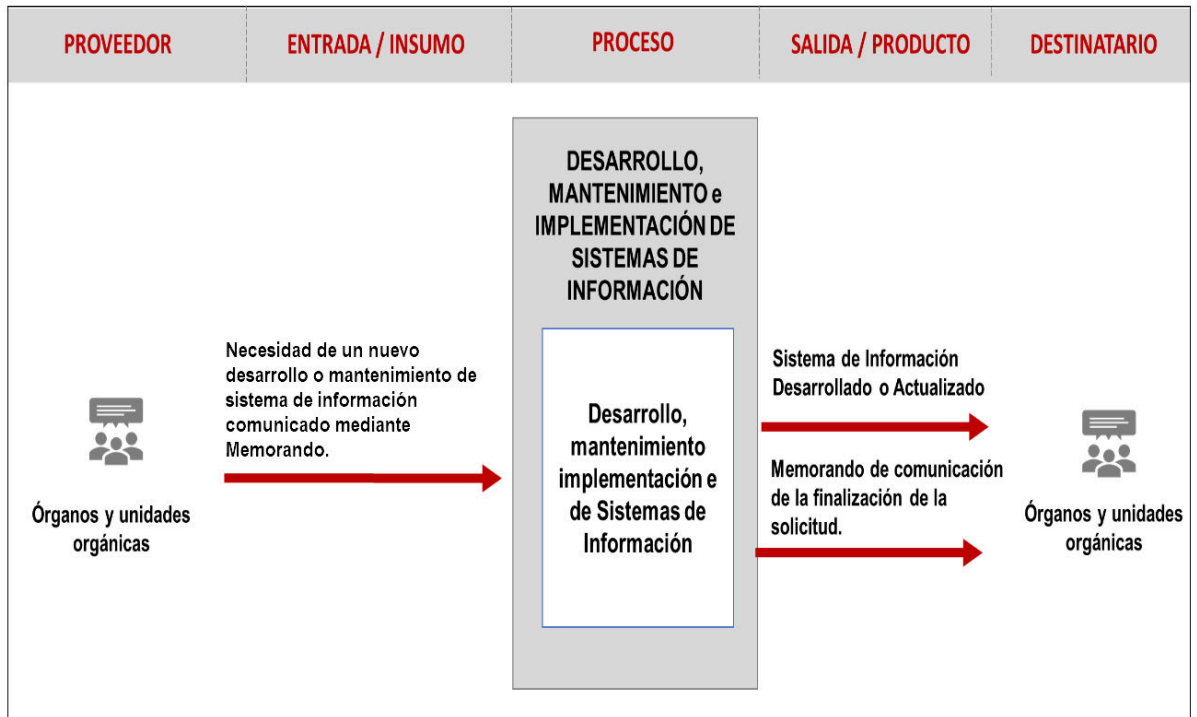 PROVEEDOR
ENTRADA / INSUMO
PROCESO
SALIDA / PRODUCTO
DESTINATARIO
Órganos y unidades
orgánicas
Necesidad de un nuevo
desarrollo o mantenimiento de
sistema de información
comunicado mediante
Memorando.
DESARROLLO,
MANTENIMIENTO e
IMPLEMENTACIÓN DE
SISTEMAS DE
INFORMACIÓN
Desarrollo,
mantenimiento
implementación e
de Sistemas de
Información
Sistema de Información
Desarrollado o Actualizado
Memorando de comunicación
de la finalización de la
solicitud.
Órganos y unidades
orgánicas